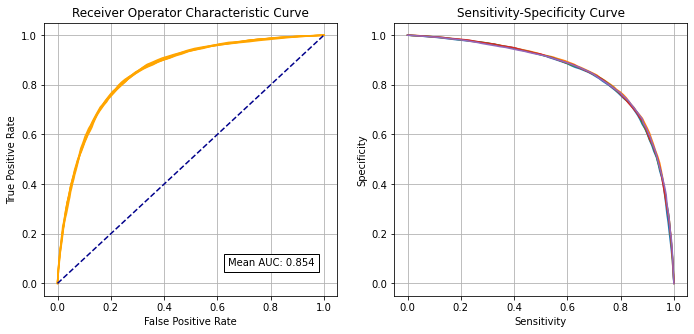 Receiver Operator Characteristic Curve
True Positive Rate
1.0
0.8
0.6
0.4
0.2
0.0
Mean AUC: 0.854
0.0 0.2 0.4 0.6 0.8 1.0
False Positive Rate
Sensitivity-Specificity Curve
Specificity
1.0
0.8
0.6
0.4
0.2
0.0
0.0 0.2 0.4 0.6 0.8 1.0
Sensitivity